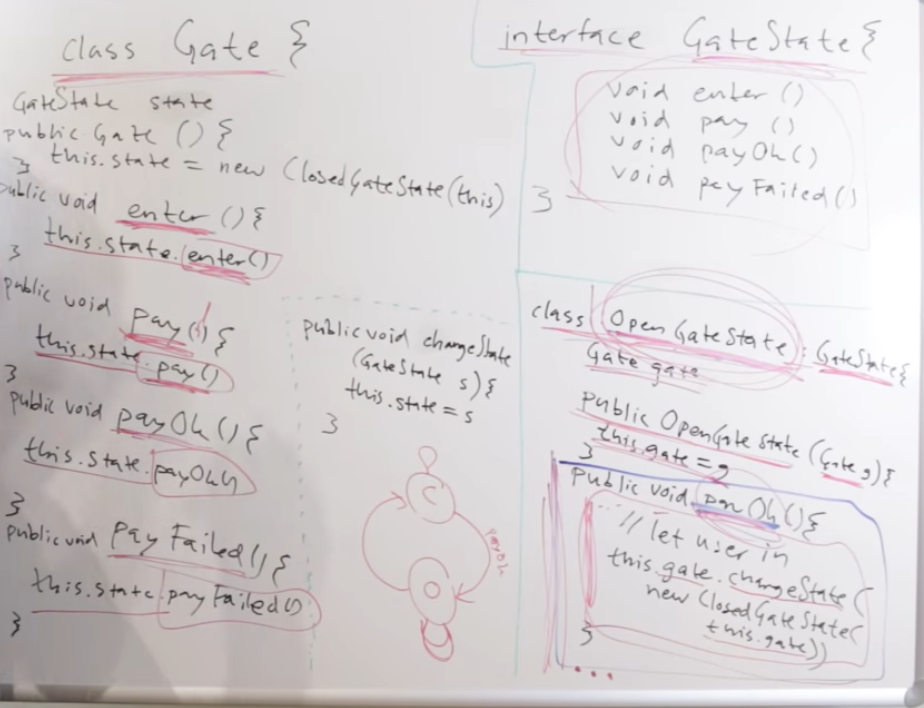 class Gate {
GateState state
public Gate () {
this.state = new ClosedGateState(this)
}
public void enter () {
this.state.enter()
}
public void pay () {
this.state.pay()
}
public void payOk () {
this.state.payOk()
}
public void payFailed () {
this.state.payFailed()
}
public void changeState
(GateState s) {
this.state = s
}
C
O
payOk
interface GateState {
void enter ()
void pay ()
void payOk ()
void payFailed ()
}
class OpenGateState : GateState {
Gate gate
public OpenGateState (Gate g) {
this.gate = g
}
public void payOk () {
// let user in
this.gate.changeState (
new ClosedGateState(
this.gate))
}
...